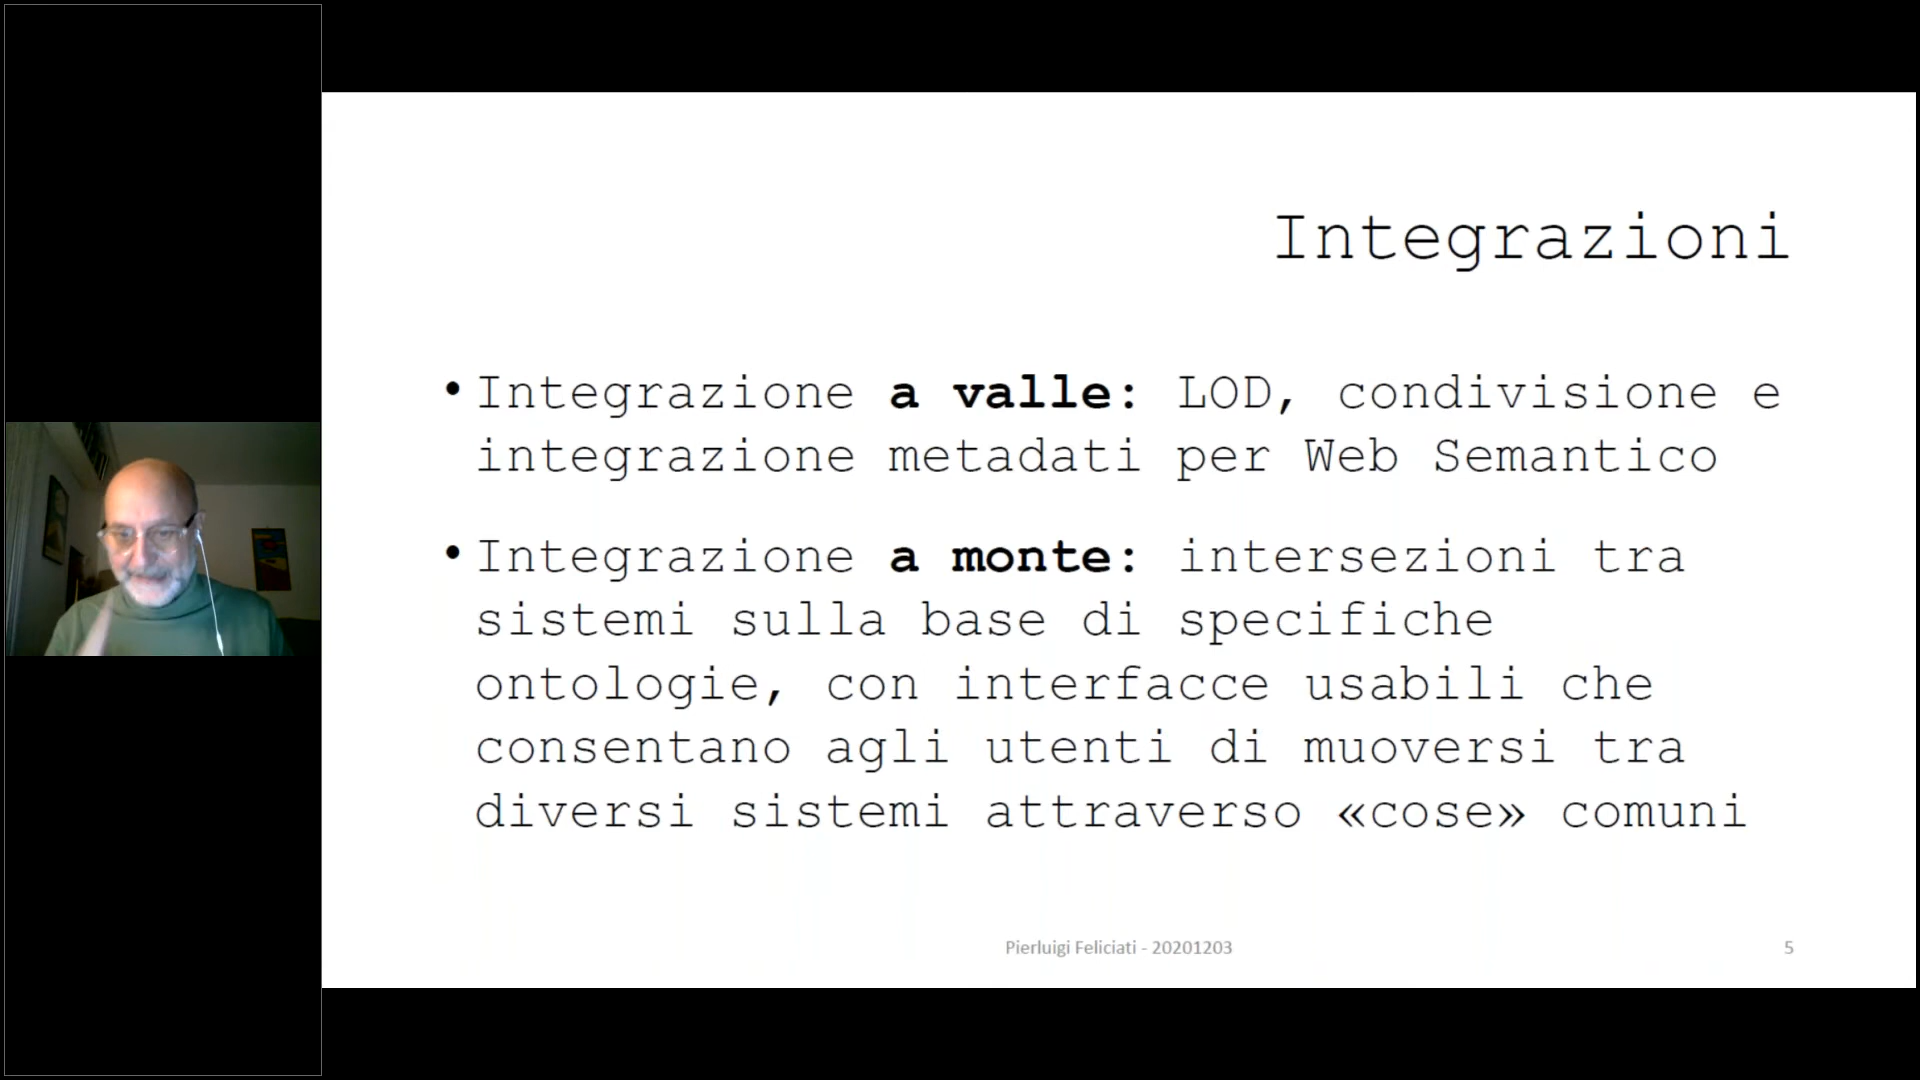 Integrazioni
• Integrazione a valle: LOD, condivisione e
integrazione metadati per Web Semantico
• Integrazione a monte: intersezioni tra
sistemi sulla base di specifiche
ontologie, con interfacce usabili che
consentano agli utenti di muoversi tra
diversi sistemi attraverso «cose» comuni
Pierluigi Feliciati - 20201203
5